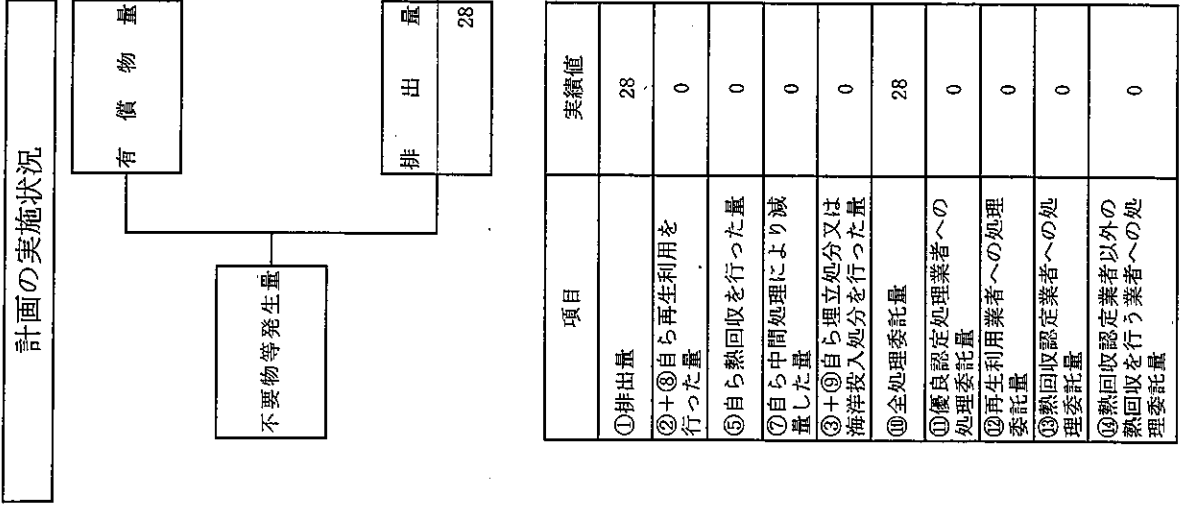 計画の実施状況
有償物量
不要物等発生量
排出量
28
項目
実績値
①排出量
28
②+⑧自ら再生利用を
行った量
0
⑤自ら熱回収を行った量
0
⑦自ら中間処理により減
量した量
0
③+⑨自ら埋立処分又は
海洋投入処分を行った量
0
⑩全処理委託量
28
⑪優良認定処理業者への
処理委託量
0
⑫再生利用業者への処理
委託量
0
⑬熱回収認定業者への処
理委託量
0
⑭熱回収認定業者以外の
熱回収を行う業者への処
理委託量
0